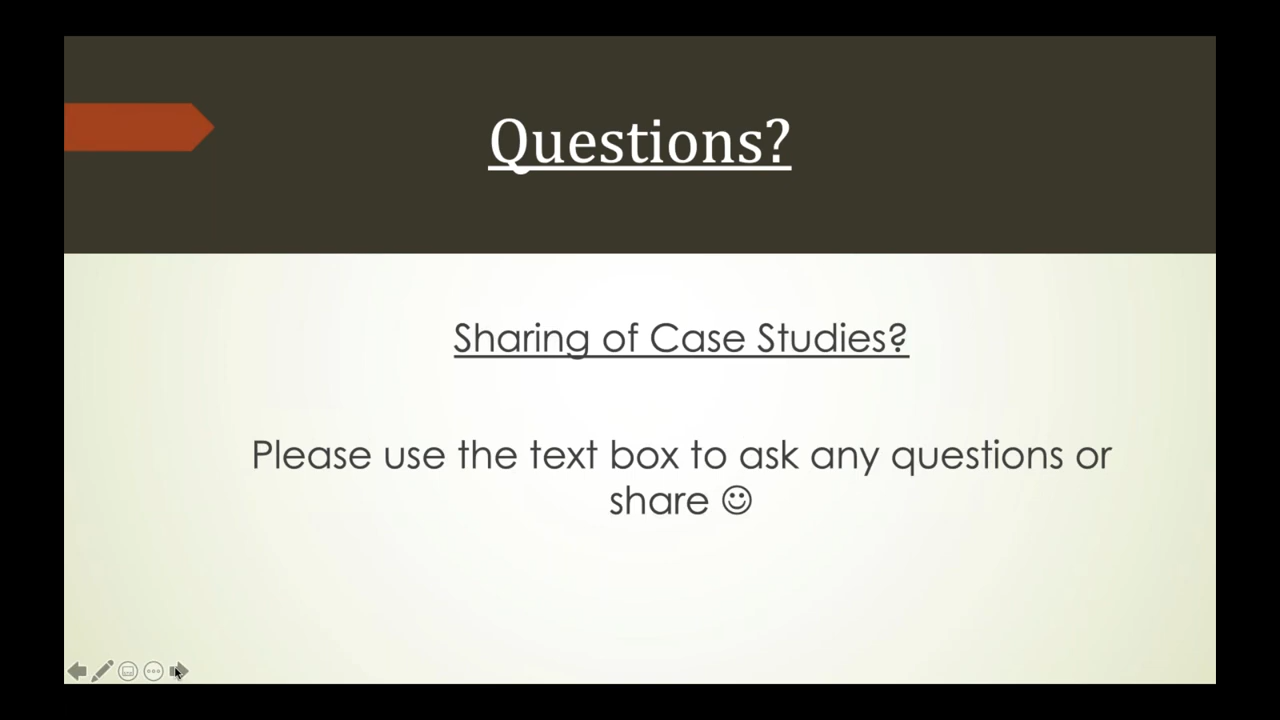 Questions?
Sharing of Case Studies?
Please use the text box to ask any questions or
share ☺